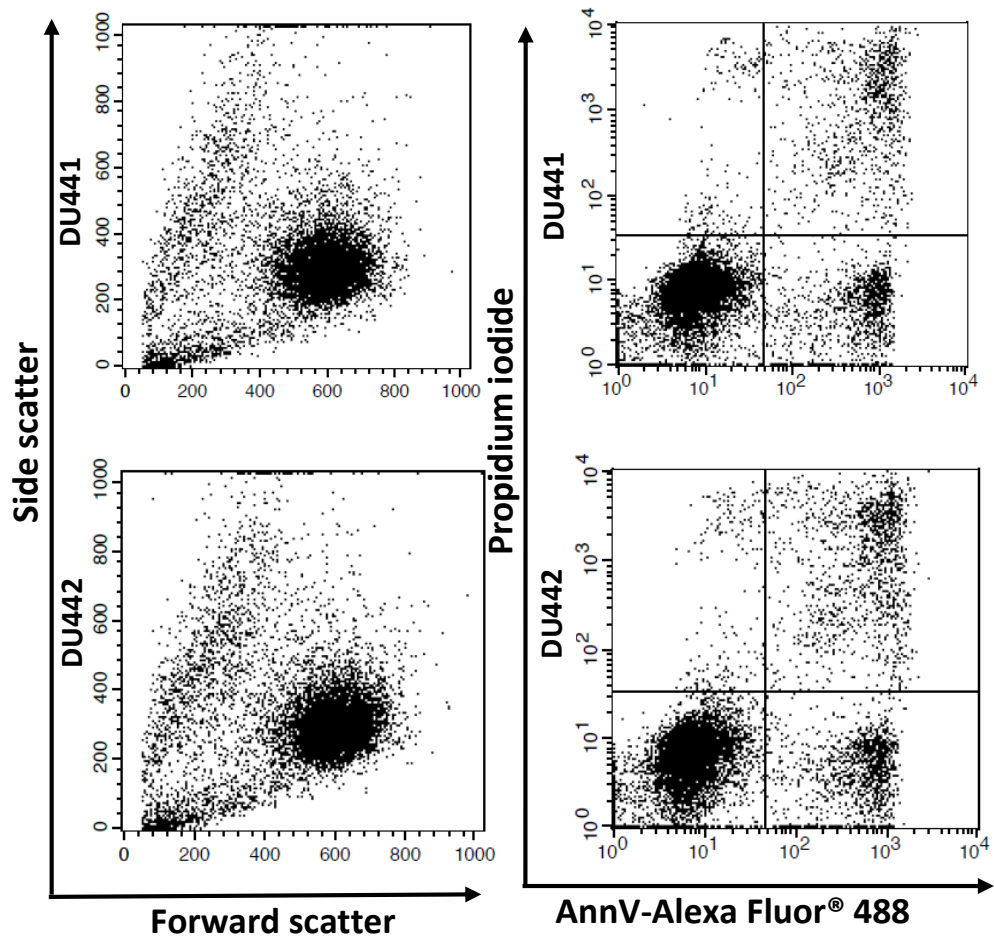 Side scatter
DU441
1000
800
600
400
200
0
0 200 400 600 800 1000
DU442
1000
800
600
400
200
0
0 200 400 600 800 1000
Forward scatter
Propidium iodide
DU441
10^4
10^3
10^2
10^1
10^0
10^0 10^1 10^2 10^3 10^4
DU442
10^4
10^3
10^2
10^1
10^0
10^0 10^1 10^2 10^3 10^4
AnnV-Alexa Fluor® 488